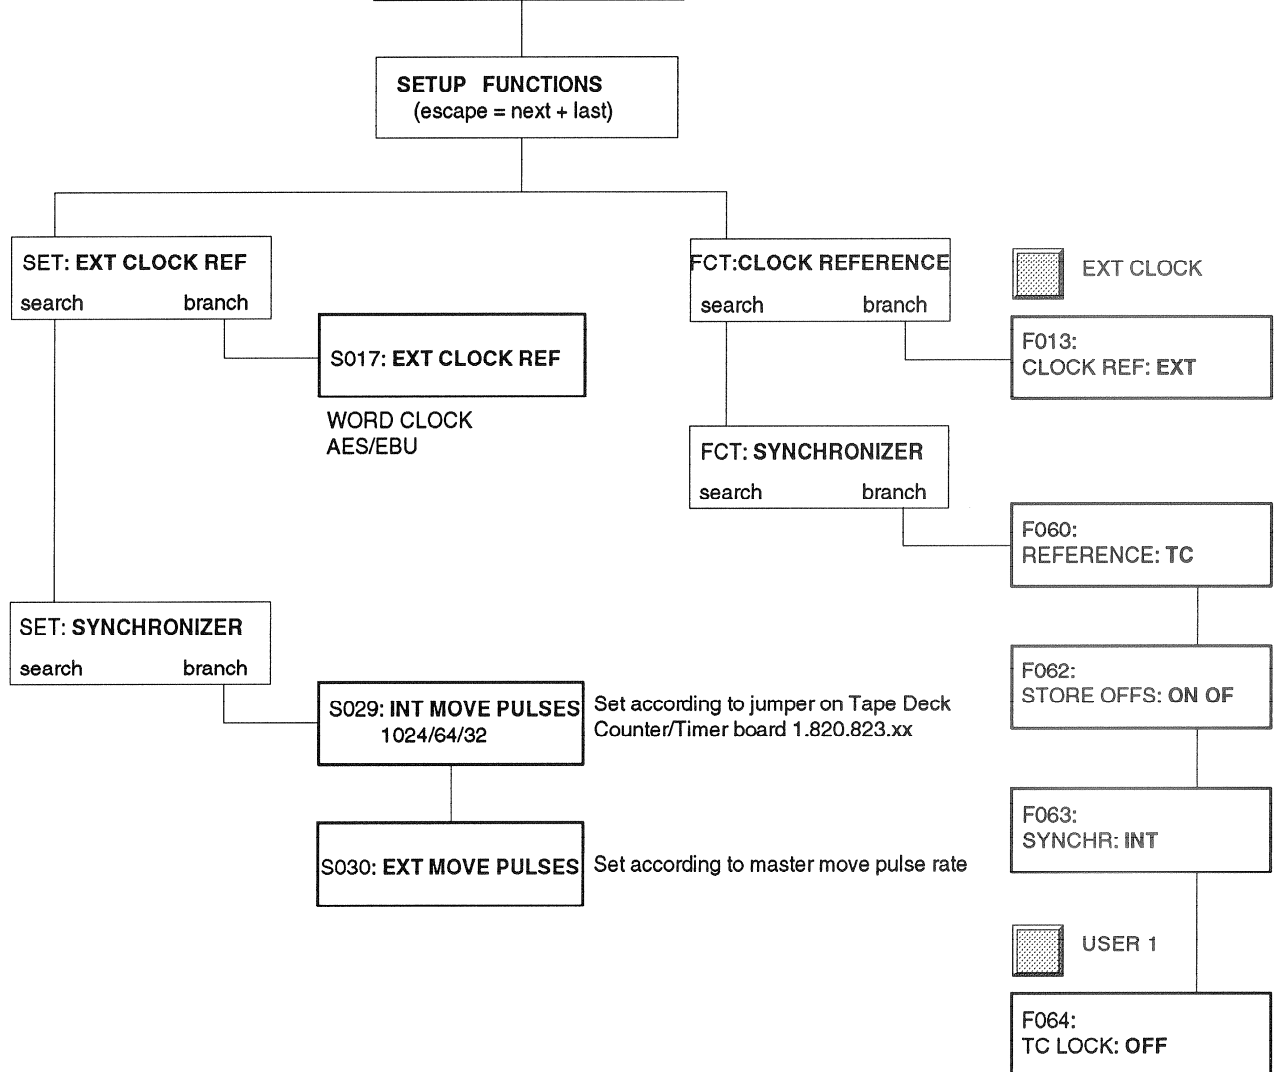 SETUP FUNCTIONS
(escape = next + last)
SET: EXT CLOCK REF
search branch
S017: EXT CLOCK REF
WORD CLOCK
AES/EBU
SET: SYNCHRONIZER
search branch
S029: INT MOVE PULSES
1024/64/32
Set according to jumper on Tape Deck
Counter/Timer board 1.820.823.xx
S030: EXT MOVE PULSES
Set according to master move pulse rate
FCT:CLOCK REFERENCE
search branch
EXT CLOCK
F013:
CLOCK REF: EXT
FCT: SYNCHRONIZER
search branch
F060:
REFERENCE: TC
F062:
STORE OFFS: ON OF
F063:
SYNCHR: INT
USER 1
F064:
TC LOCK: OFF